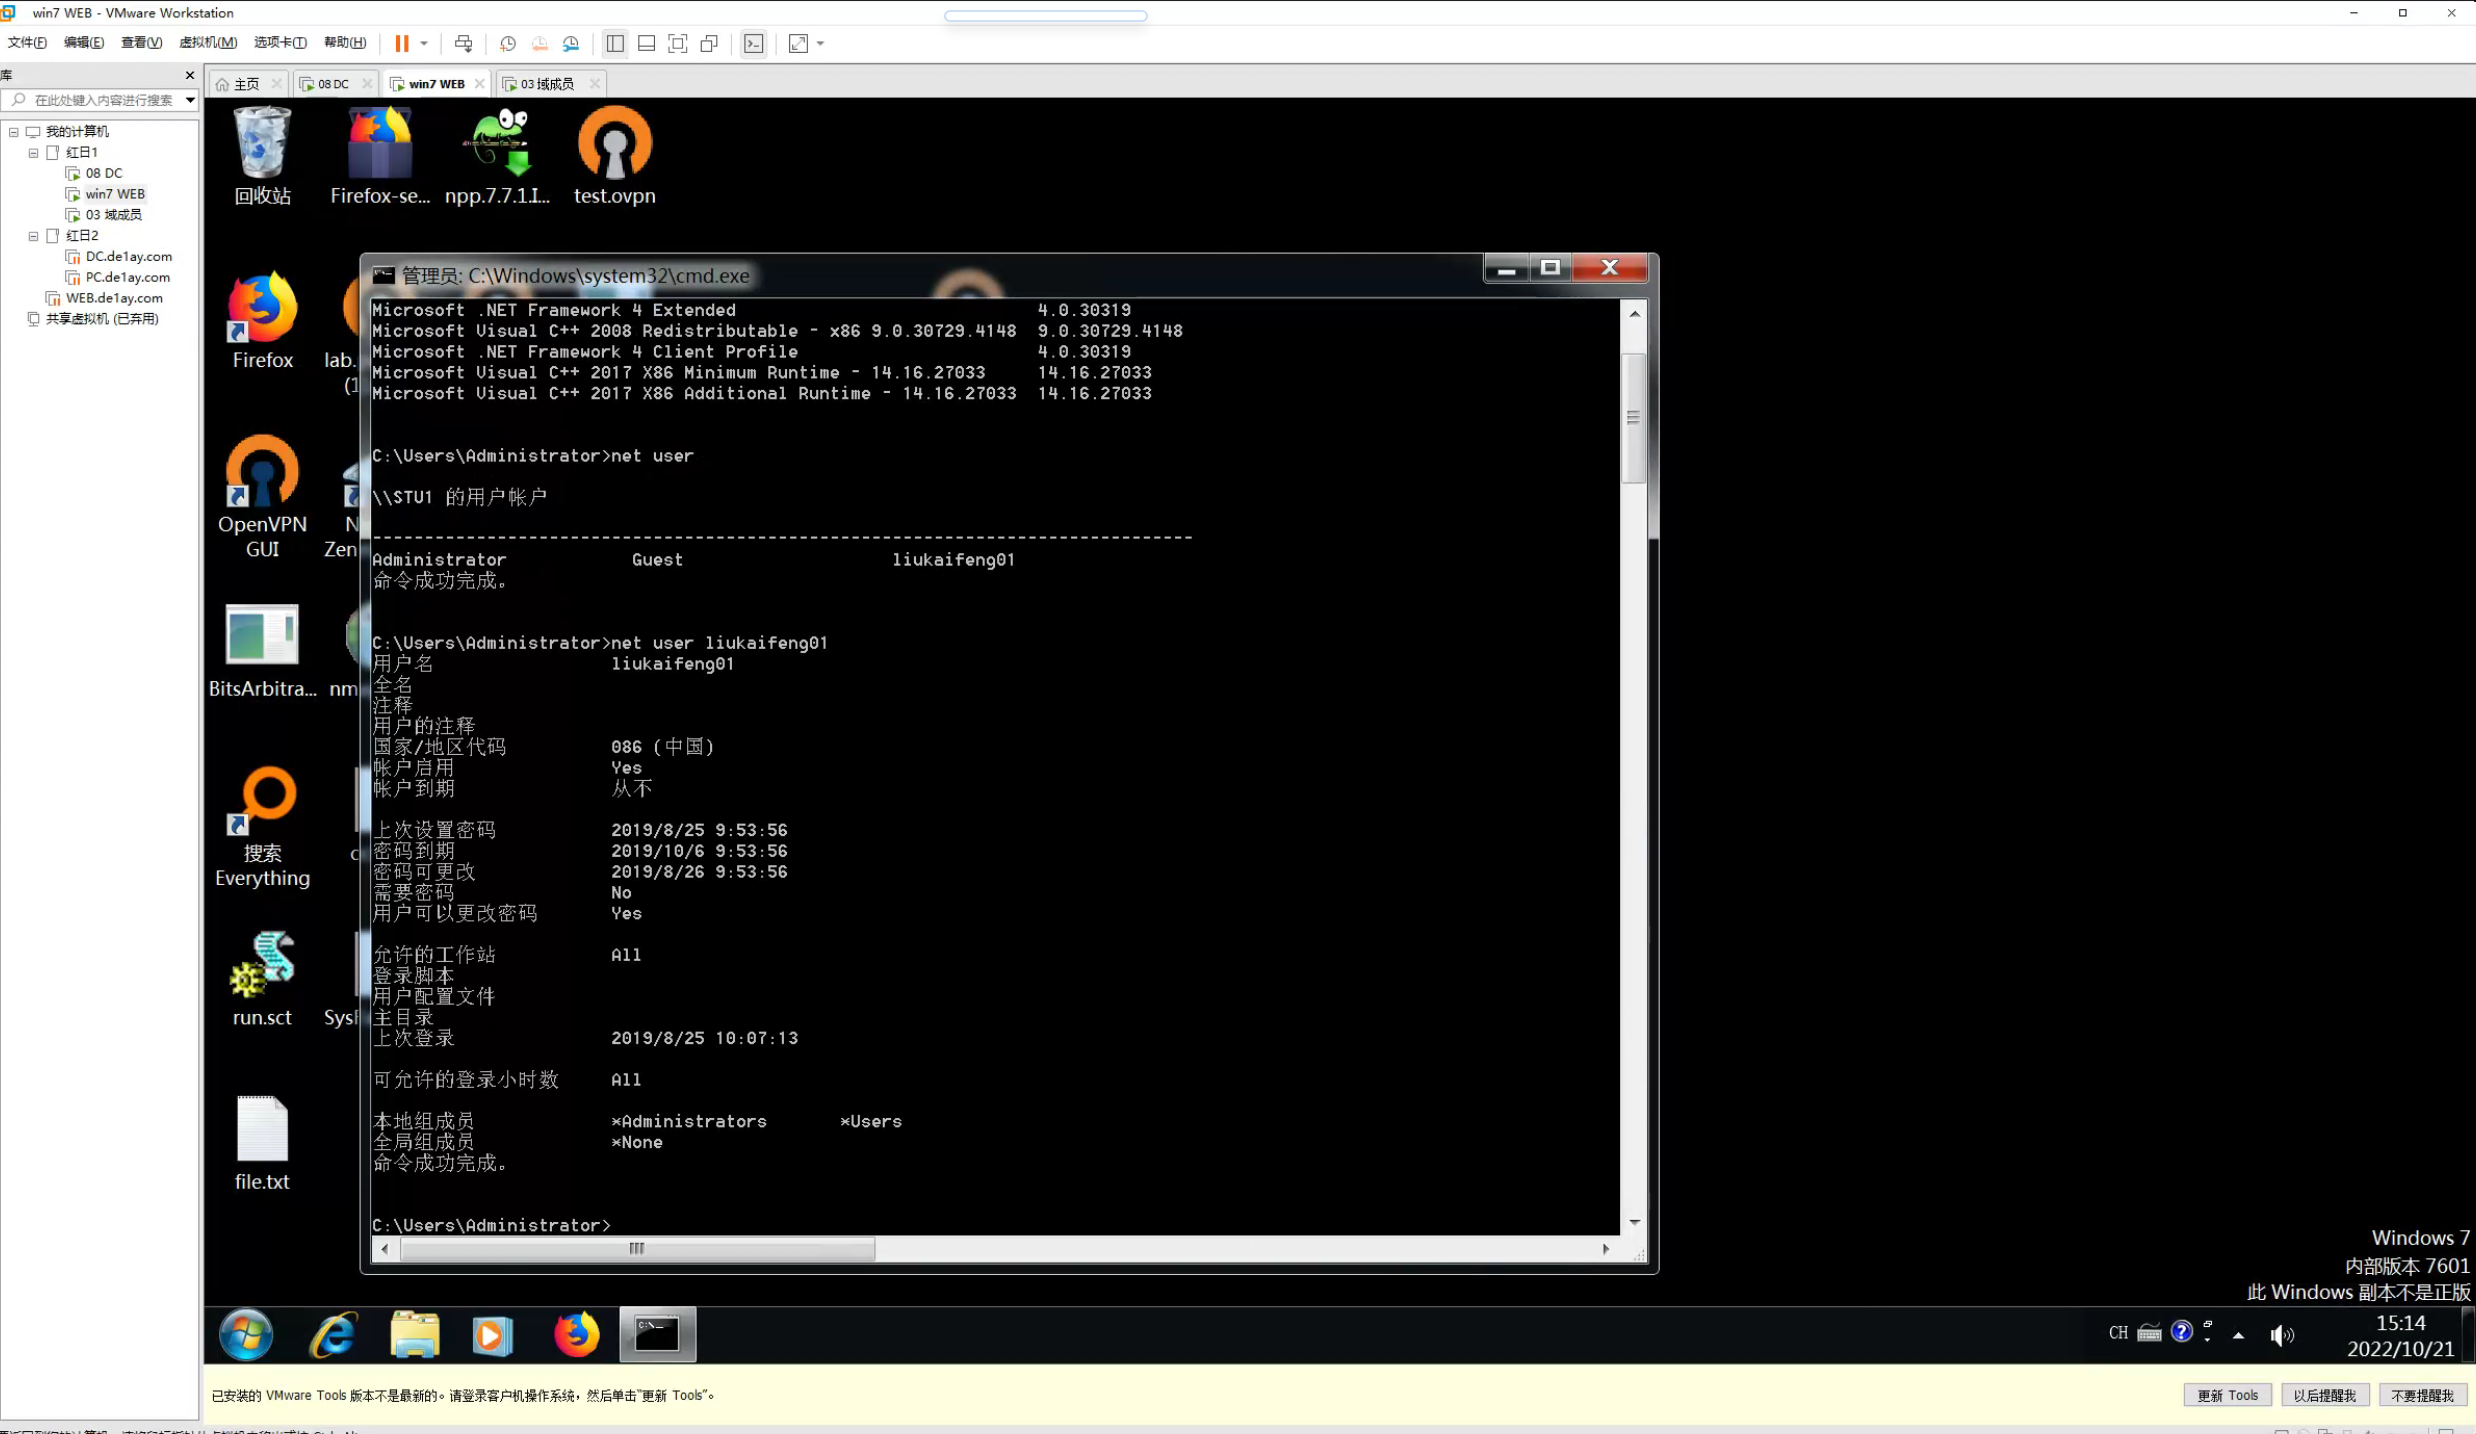 win7 WEB - VMware Workstation
文件(F) 编辑(E) 查看(V) 虚拟机(M) 选项卡(T) 帮助(H)
库
在此处键入内容进行搜索
我的计算机
红日1
08 DC
win7 WEB
03 域成员
红日2
DC.de1ay.com
PC.de1ay.com
WEB.de1ay.com
共享虚拟机 (已弃用)
主页 08 DC win7 WEB 03 域成员
回收站 Firefox-se... npp.7.7.1.I... test.ovpn
Firefox
lab.
(1
OpenVPN GUI
N
Zen
BitsArbitra... nm
搜索 Everything
c
run.sct Sys
file.txt
管理员: C:\Windows\system32\cmd.exe
Microsoft .NET Framework 4 Extended 4.0.30319
Microsoft Visual C++ 2008 Redistributable - x86 9.0.30729.4148 9.0.30729.4148
Microsoft .NET Framework 4 Client Profile 4.0.30319
Microsoft Visual C++ 2017 X86 Minimum Runtime - 14.16.27033 14.16.27033
Microsoft Visual C++ 2017 X86 Additional Runtime - 14.16.27033 14.16.27033
C:\Users\Administrator>net user
\\STU1 的用户帐户
-------------------------------------------------------------------------------
Administrator Guest liukaifeng01
命令成功完成。
C:\Users\Administrator>net user liukaifeng01
用户名 liukaifeng01
全名
注释
用户的注释
国家/地区代码 086 (中国)
帐户启用 Yes
帐户到期 从不
上次设置密码 2019/8/25 9:53:56
密码到期 2019/10/6 9:53:56
密码可更改 2019/8/26 9:53:56
需要密码 No
用户可以更改密码 Yes
允许的工作站 All
登录脚本
用户配置文件
主目录
上次登录 2019/8/25 10:07:13
可允许的登录小时数 All
本地组成员 *Administrators *Users
全局组成员 *None
命令成功完成。
C:\Users\Administrator>
Windows 7
内部版本 7601
此 Windows 副本不是正版
CH
15:14
2022/10/21
已安装的 VMware Tools 版本不是最新的。请登录客户机操作系统，然后单击“更新 Tools”。
更新 Tools 以后提醒我 不要提醒我